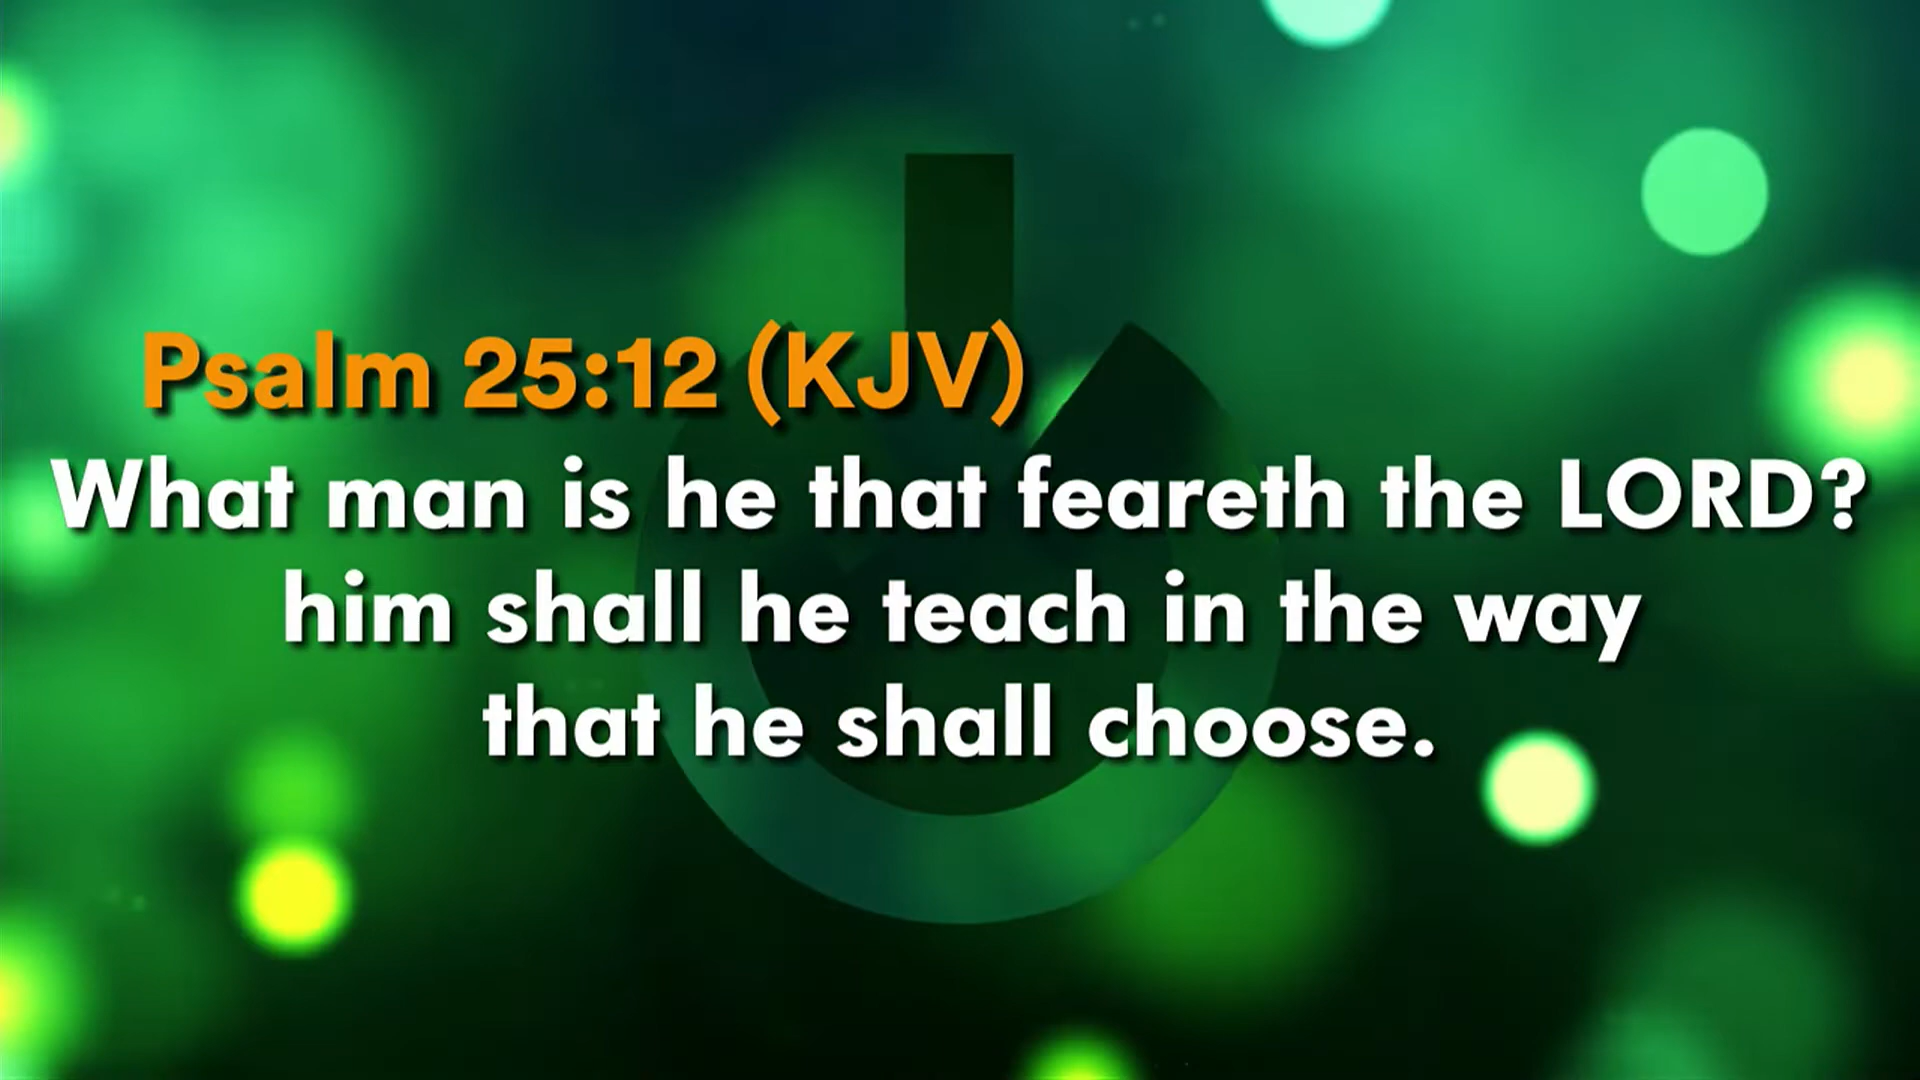 Psalm 25:12 (KJV)
What man is he that feareth the LORD?
him shall he teach in the way
that he shall choose.